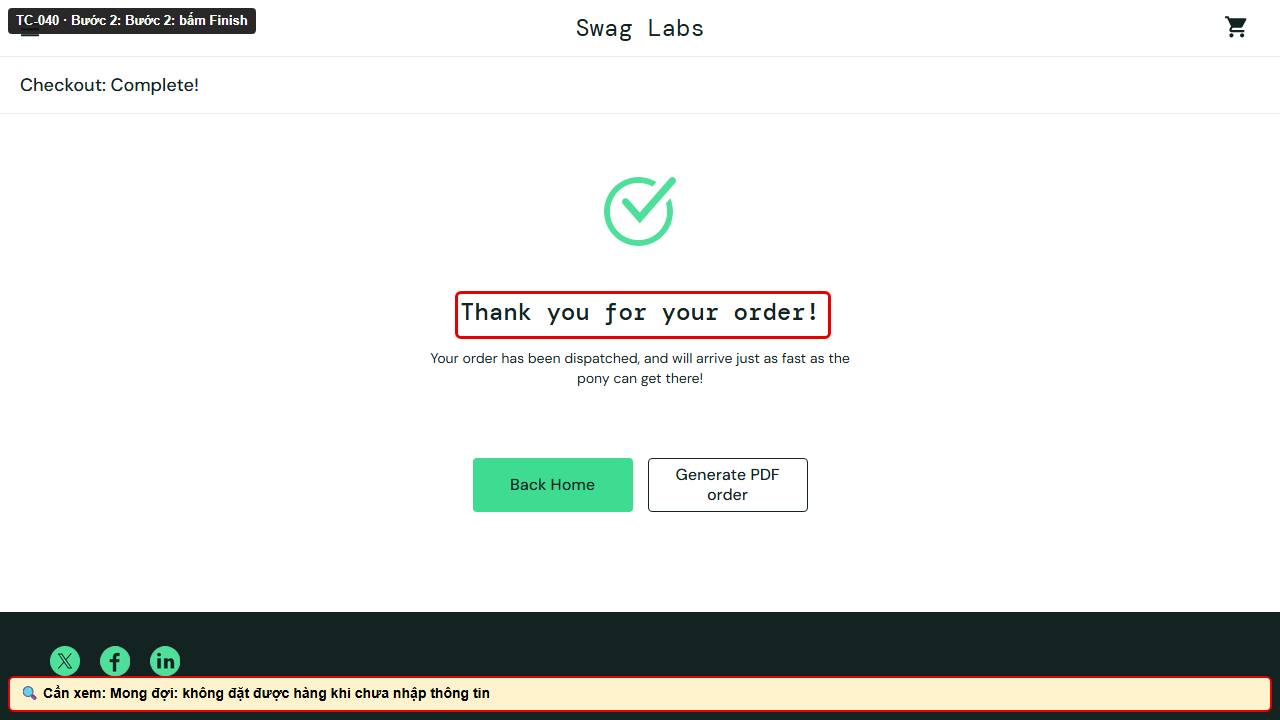 TC-040 · Bước 2: Bước 2: bấm Finish
Swag Labs
Checkout: Complete!
Thank you for your order!
Your order has been dispatched, and will arrive just as fast as the
pony can get there!
Back Home
Generate PDF
order
🔍 Cần xem: Mong đợi: không đặt được hàng khi chưa nhập thông tin